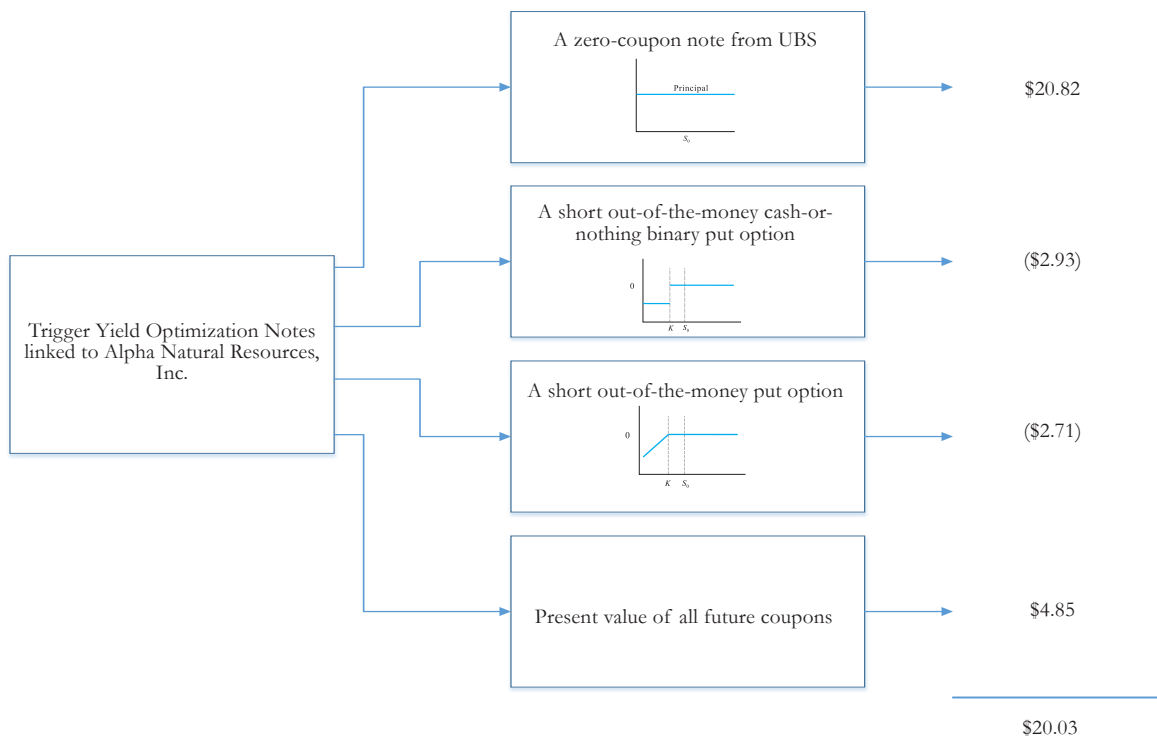 A zero-coupon note from UBS
Principal
S0
$20.82
A short out-of-the-money cash-or-
nothing binary put option
0
K S0
($2.93)
Trigger Yield Optimization Notes
linked to Alpha Natural Resources,
Inc.
A short out-of-the-money put option
0
K S0
($2.71)
Present value of all future coupons
$4.85
$20.03